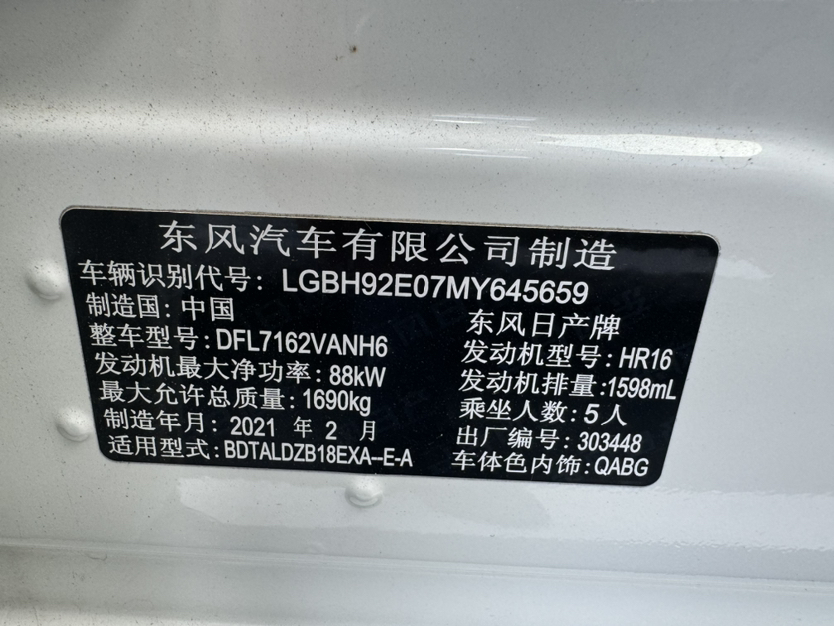 东风汽车有限公司制造
车辆识别代号: LGBH92E07MY645659
制造国: 中国 东风日产牌
整车型号: DFL7162VANH6 发动机型号: HR16
发动机最大净功率: 88kW 发动机排量: 1598mL
最大允许总质量: 1690kg 乘坐人数: 5人
制造年月: 2021 年 2 月 出厂编号: 303448
适用型式: BDTALDZB18EXA--E-A 车体色内饰: QABG